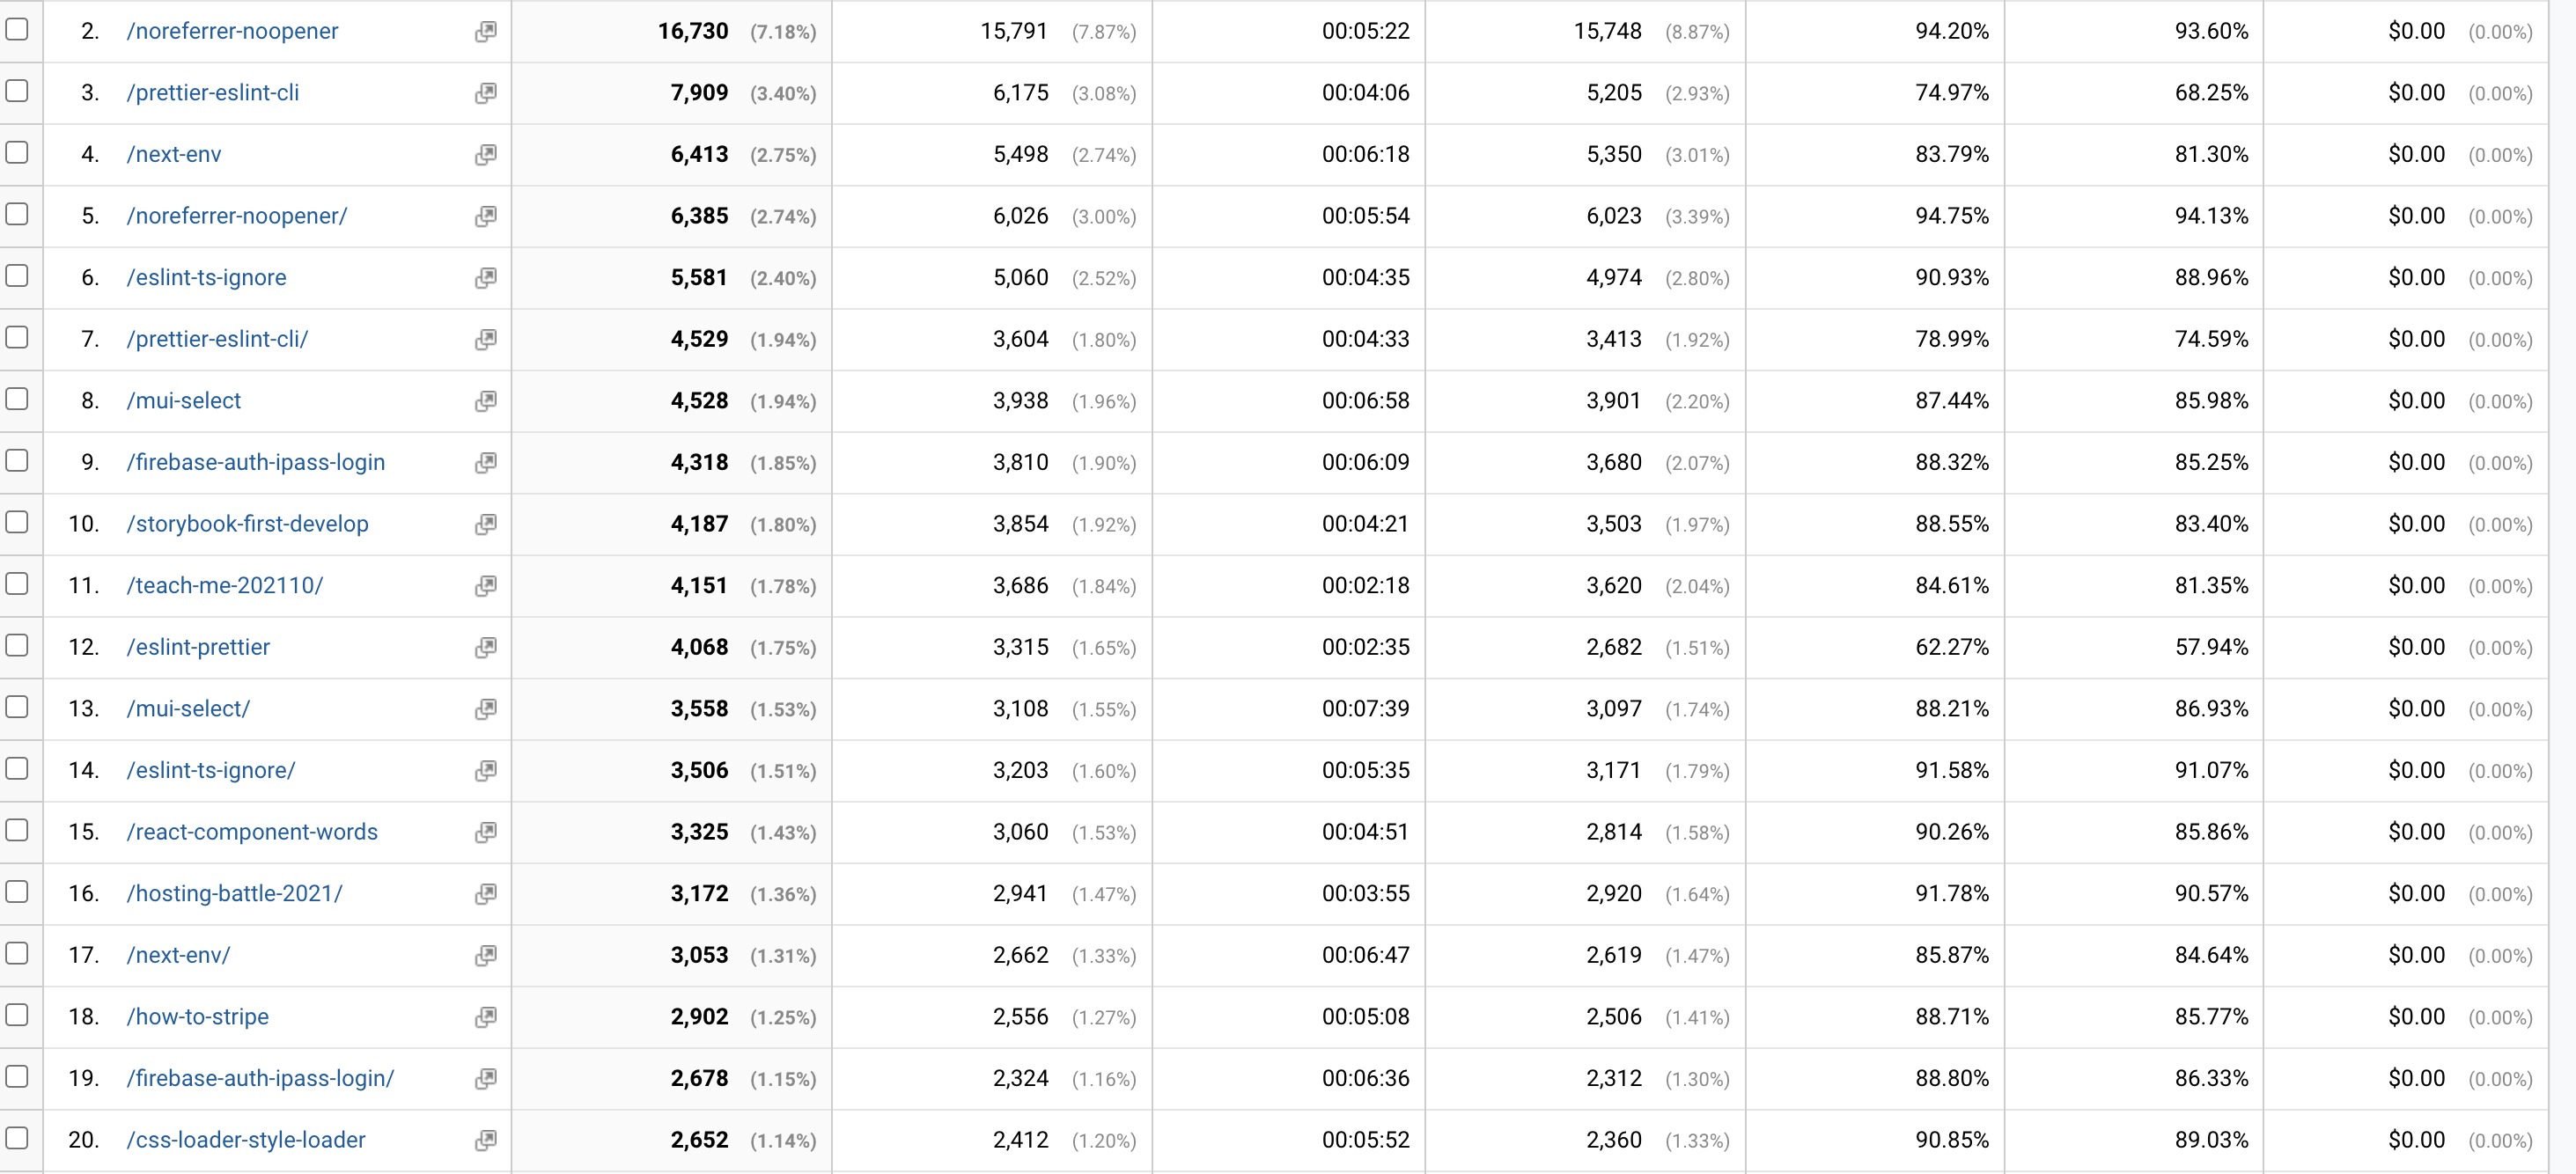 2. /noreferrer-noopener 16,730 (7.18%) 15,791 (7.87%) 00:05:22 15,748 (8.87%) 94.20% 93.60% $0.00 (0.00%)
3. /prettier-eslint-cli 7,909 (3.40%) 6,175 (3.08%) 00:04:06 5,205 (2.93%) 74.97% 68.25% $0.00 (0.00%)
4. /next-env 6,413 (2.75%) 5,498 (2.74%) 00:06:18 5,350 (3.01%) 83.79% 81.30% $0.00 (0.00%)
5. /noreferrer-noopener/ 6,385 (2.74%) 6,026 (3.00%) 00:05:54 6,023 (3.39%) 94.75% 94.13% $0.00 (0.00%)
6. /eslint-ts-ignore 5,581 (2.40%) 5,060 (2.52%) 00:04:35 4,974 (2.80%) 90.93% 88.96% $0.00 (0.00%)
7. /prettier-eslint-cli/ 4,529 (1.94%) 3,604 (1.80%) 00:04:33 3,413 (1.92%) 78.99% 74.59% $0.00 (0.00%)
8. /mui-select 4,528 (1.94%) 3,938 (1.96%) 00:06:58 3,901 (2.20%) 87.44% 85.98% $0.00 (0.00%)
9. /firebase-auth-ipass-login 4,318 (1.85%) 3,810 (1.90%) 00:06:09 3,680 (2.07%) 88.32% 85.25% $0.00 (0.00%)
10. /storybook-first-develop 4,187 (1.80%) 3,854 (1.92%) 00:04:21 3,503 (1.97%) 88.55% 83.40% $0.00 (0.00%)
11. /teach-me-202110/ 4,151 (1.78%) 3,686 (1.84%) 00:02:18 3,620 (2.04%) 84.61% 81.35% $0.00 (0.00%)
12. /eslint-prettier 4,068 (1.75%) 3,315 (1.65%) 00:02:35 2,682 (1.51%) 62.27% 57.94% $0.00 (0.00%)
13. /mui-select/ 3,558 (1.53%) 3,108 (1.55%) 00:07:39 3,097 (1.74%) 88.21% 86.93% $0.00 (0.00%)
14. /eslint-ts-ignore/ 3,506 (1.51%) 3,203 (1.60%) 00:05:35 3,171 (1.79%) 91.58% 91.07% $0.00 (0.00%)
15. /react-component-words 3,325 (1.43%) 3,060 (1.53%) 00:04:51 2,814 (1.58%) 90.26% 85.86% $0.00 (0.00%)
16. /hosting-battle-2021/ 3,172 (1.36%) 2,941 (1.47%) 00:03:55 2,920 (1.64%) 91.78% 90.57% $0.00 (0.00%)
17. /next-env/ 3,053 (1.31%) 2,662 (1.33%) 00:06:47 2,619 (1.47%) 85.87% 84.64% $0.00 (0.00%)
18. /how-to-stripe 2,902 (1.25%) 2,556 (1.27%) 00:05:08 2,506 (1.41%) 88.71% 85.77% $0.00 (0.00%)
19. /firebase-auth-ipass-login/ 2,678 (1.15%) 2,324 (1.16%) 00:06:36 2,312 (1.30%) 88.80% 86.33% $0.00 (0.00%)
20. /css-loader-style-loader 2,652 (1.14%) 2,412 (1.20%) 00:05:52 2,360 (1.33%) 90.85% 89.03% $0.00 (0.00%)